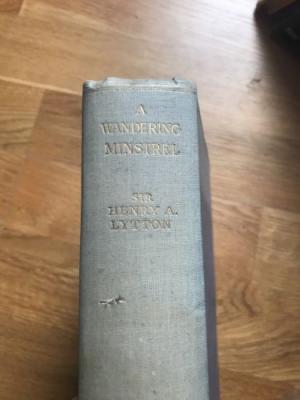 A
WANDERING
MINSTREL
SIR
HENRY A.
LYTTON